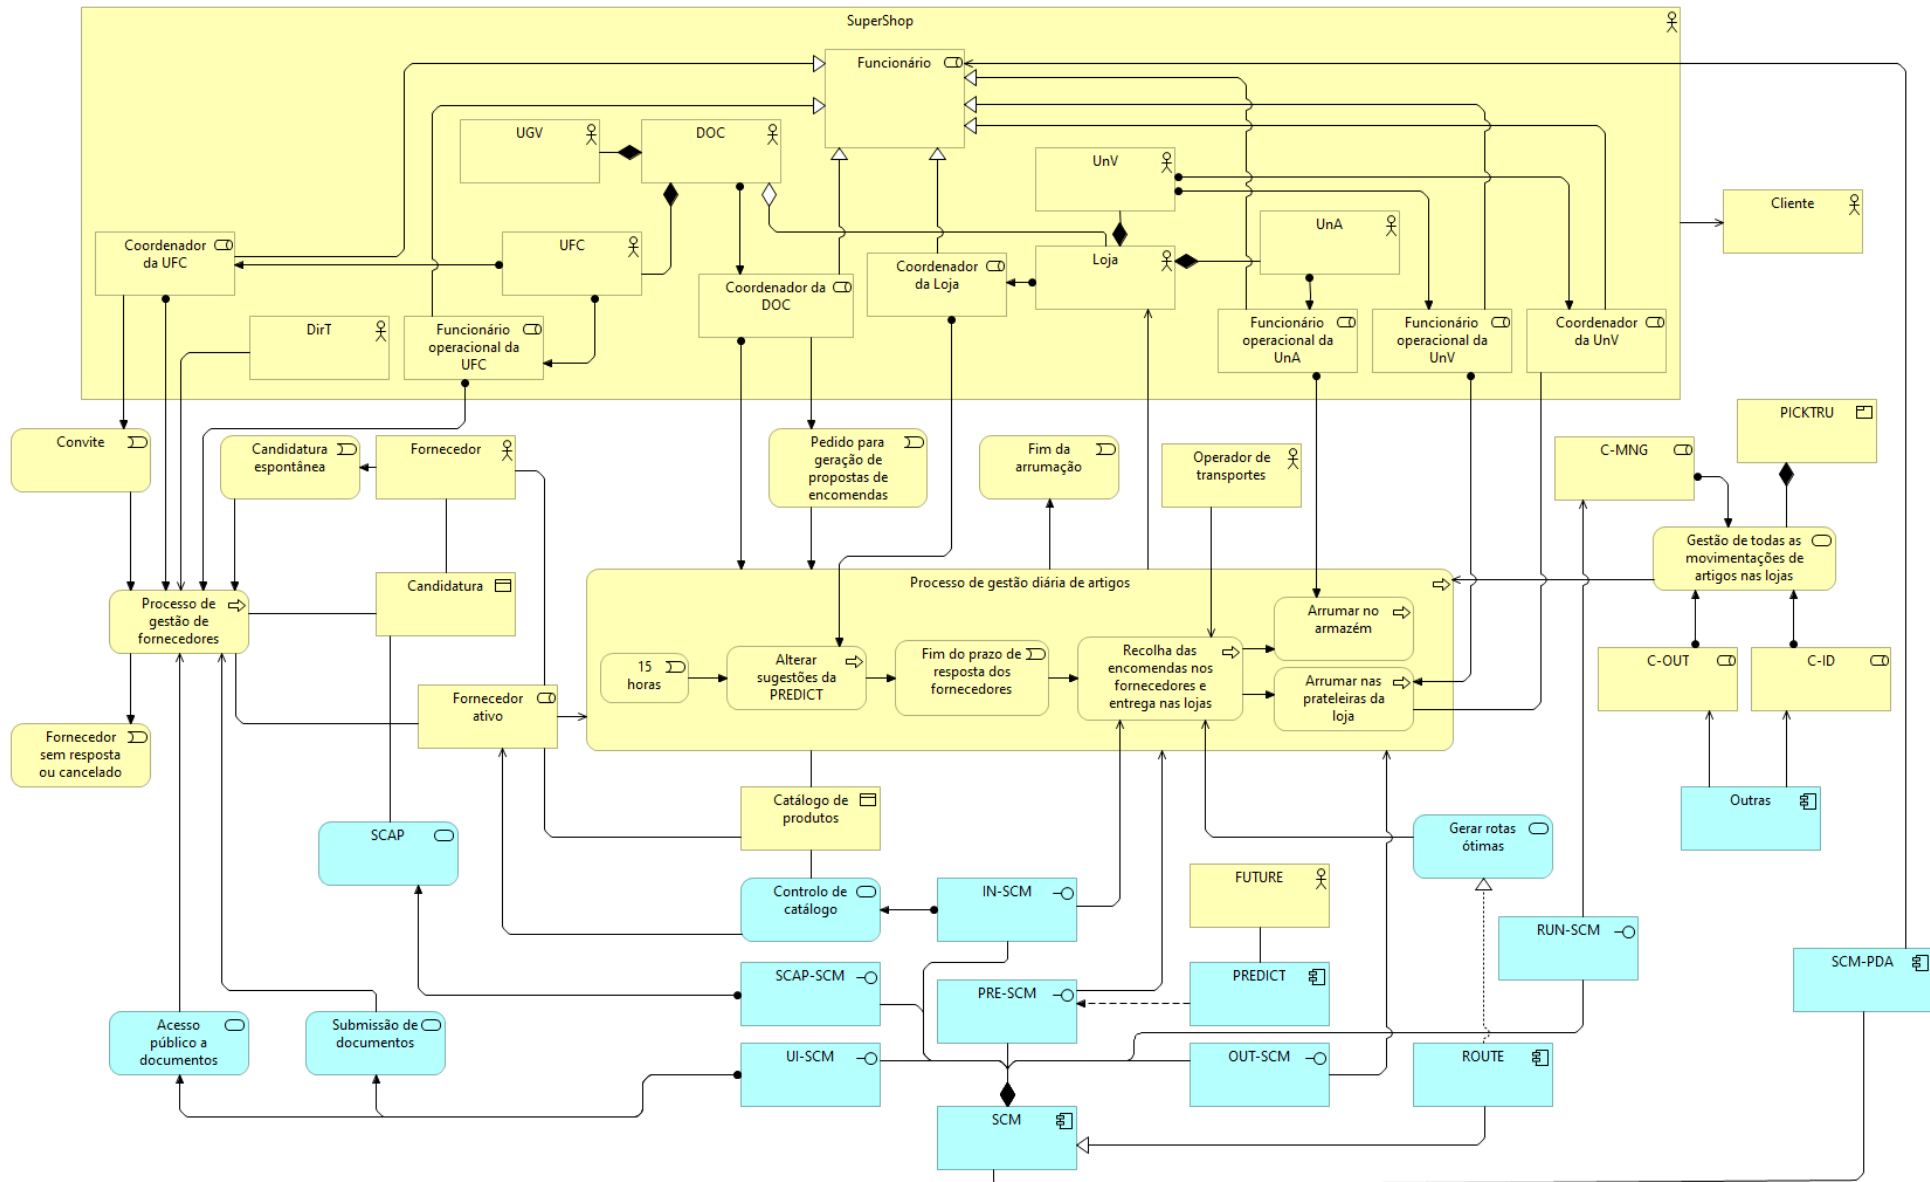 SuperShop
Funcionário
UGV
DOC
UnV
Cliente
UnA
Coordenador
da UFC
UFC
Coordenador da
DOC
Coordenador
da Loja
Loja
DirT
Funcionário
operacional da
UFC
Funcionário
operacional da
UnA
Funcionário
operacional da
UnV
Coordenador
da UnV
Convite
Candidatura
espontânea
Fornecedor
Pedido para
geração de
propostas de
encomendas
Fim da
arrumação
Operador de
transportes
C-MNG
PICKTRU
Gestão de todas as
movimentações de
artigos nas lojas
Candidatura
Processo de gestão diária de artigos
Processo de
gestão de
fornecedores
Arrumar no
armazém
15
horas
Alterar
sugestões da
PREDICT
Fim do prazo de
resposta dos
fornecedores
Recolha das
encomendas nos
fornecedores e
entrega nas lojas
Arrumar nas
prateleiras da
loja
C-OUT
C-ID
Fornecedor
ativo
Fornecedor
sem resposta
ou cancelado
Catálogo de
produtos
Outras
SCAP
Gerar rotas
ótimas
Controlo de
catálogo
IN-SCM
FUTURE
RUN-SCM
SCAP-SCM
PRE-SCM
PREDICT
SCM-PDA
Acesso
público a
documentos
Submissão de
documentos
UI-SCM
OUT-SCM
ROUTE
SCM